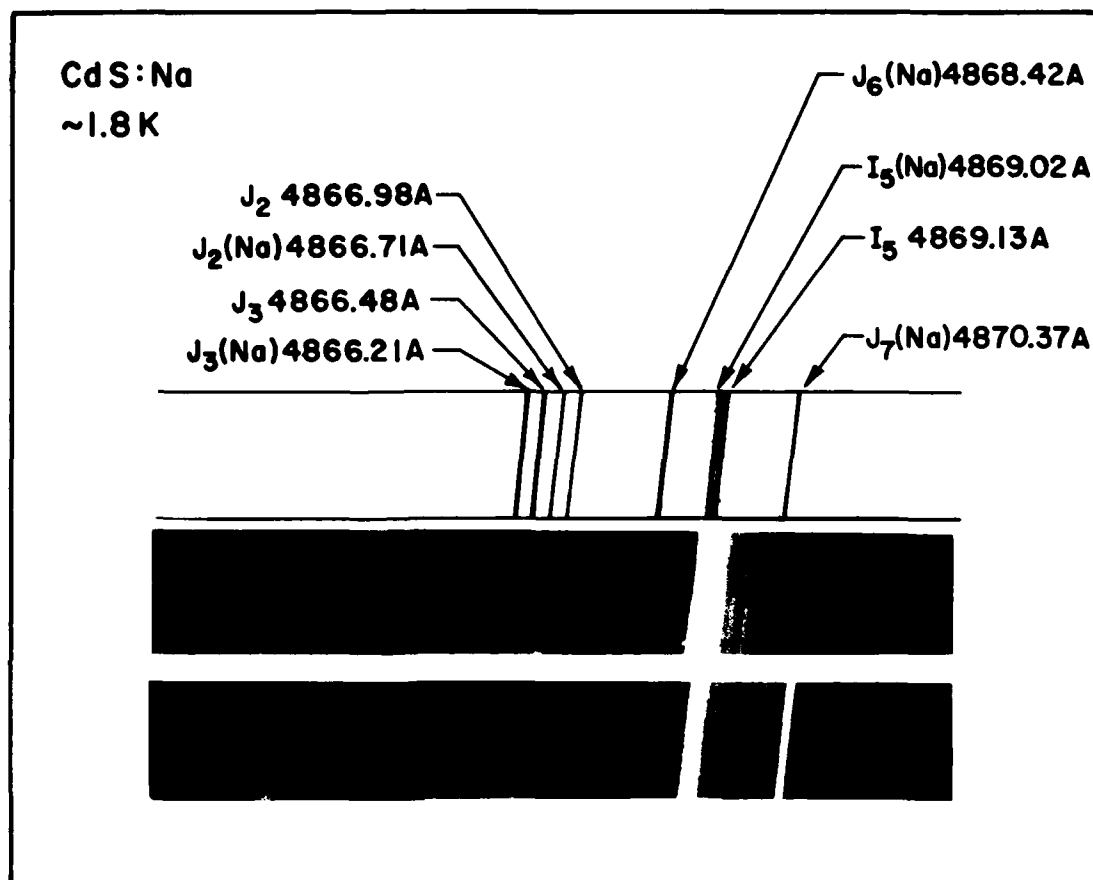 CdS:Na
~1.8 K
J₆(Na)4868.42A
I₅(Na)4869.02A
J₂ 4866.98A
J₂(Na)4866.71A
I₅ 4869.13A
J₃ 4866.48A
J₃(Na)4866.21A
J₇(Na)4870.37A